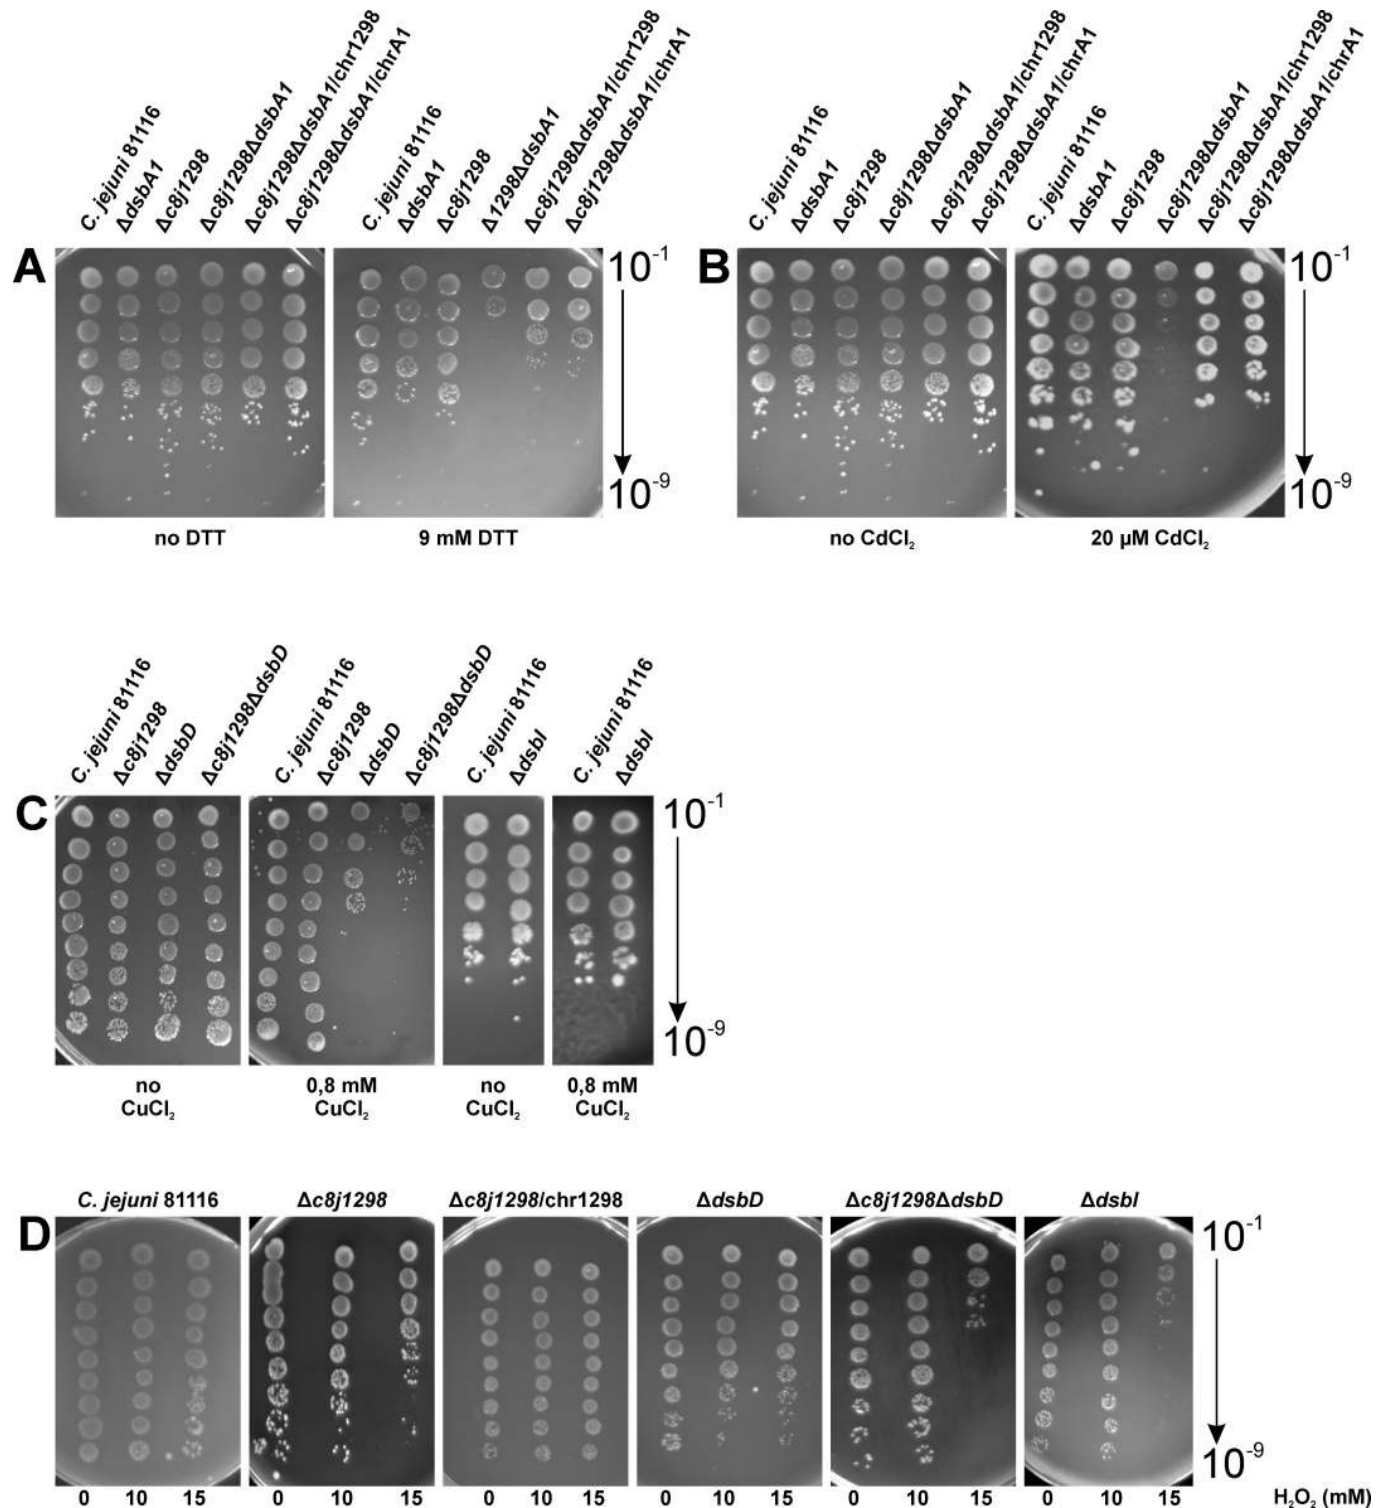 A
C. jejuni 81116
ΔdsbA1
Δc8j1298
Δc8j1298ΔdsbA1
Δc8j1298ΔdsbA1/chr1298
Δc8j1298ΔdsbA1/chrA1
C. jejuni 81116
ΔdsbA1
Δc8j1298
Δ1298ΔdsbA1
Δc8j1298ΔdsbA1/chr1298
Δc8j1298ΔdsbA1/chrA1
10⁻¹
10⁻⁹
no DTT
9 mM DTT
B
C. jejuni 81116
ΔdsbA1
Δc8j1298
Δc8j1298ΔdsbA1
Δc8j1298ΔdsbA1/chr1298
Δc8j1298ΔdsbA1/chrA1
C. jejuni 81116
ΔdsbA1
Δc8j1298
Δc8j1298ΔdsbA1
Δc8j1298ΔdsbA1/chr1298
Δc8j1298ΔdsbA1/chrA1
10⁻¹
10⁻⁹
no CdCl₂
20 µM CdCl₂
C
C. jejuni 81116
Δc8j1298
ΔdsbD
Δc8j1298ΔdsbD
C. jejuni 81116
Δc8j1298
ΔdsbD
Δc8j1298ΔdsbD
C. jejuni 81116
ΔdsbI
C. jejuni 81116
ΔdsbI
10⁻¹
10⁻⁹
no
CuCl₂
0,8 mM
CuCl₂
no
CuCl₂
0,8 mM
CuCl₂
D
C. jejuni 81116
Δc8j1298
Δc8j1298/chr1298
ΔdsbD
Δc8j1298ΔdsbD
ΔdsbI
10⁻¹
10⁻⁹
0 10 15
0 10 15
0 10 15
0 10 15
0 10 15
0 10 15
H₂O₂ (mM)